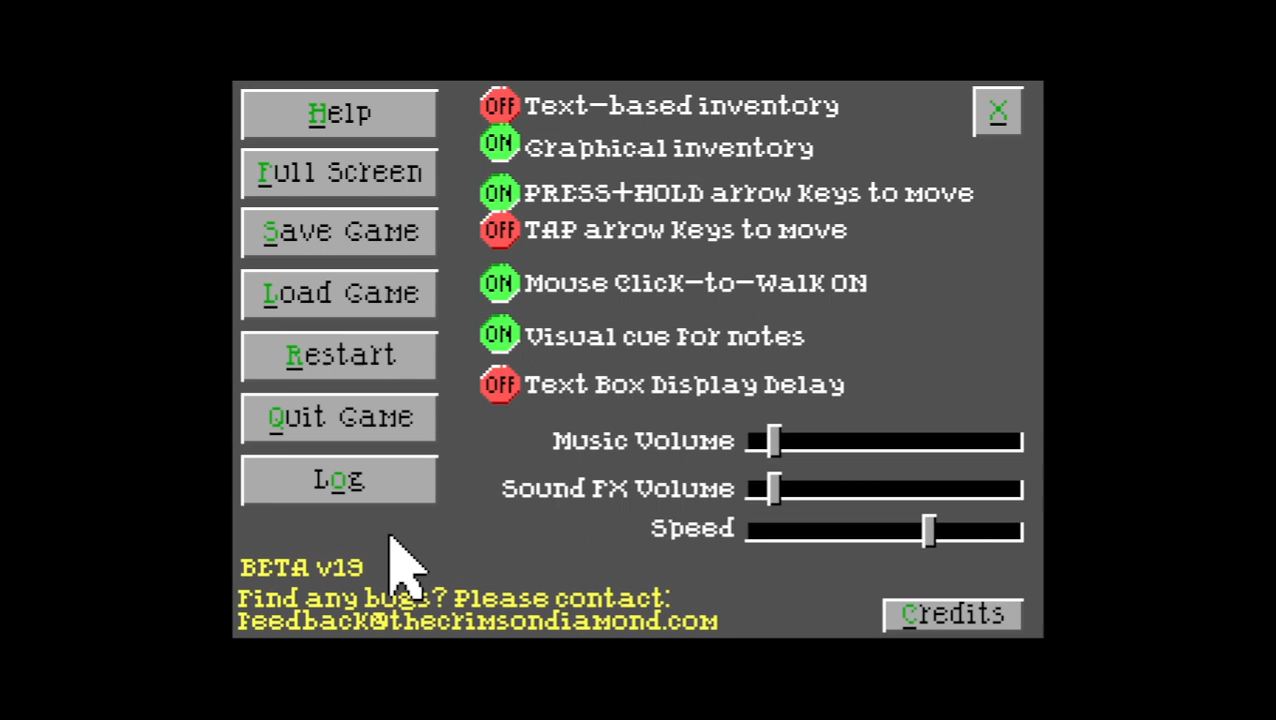 Help
Full Screen
Save Game
Load Game
Restart
Quit Game
Log
OFF Text-based inventory
ON Graphical inventory
ON PRESS+HOLD arrow keys to move
OFF TAP arrow keys to move
ON Mouse Click-to-Walk ON
ON Visual cue for notes
OFF Text Box Display Delay
X
Music Volume
Sound FX Volume
Speed
BETA v19
Find any bugs? Please contact:
feedback@thecrimsondiamond.com
Credits